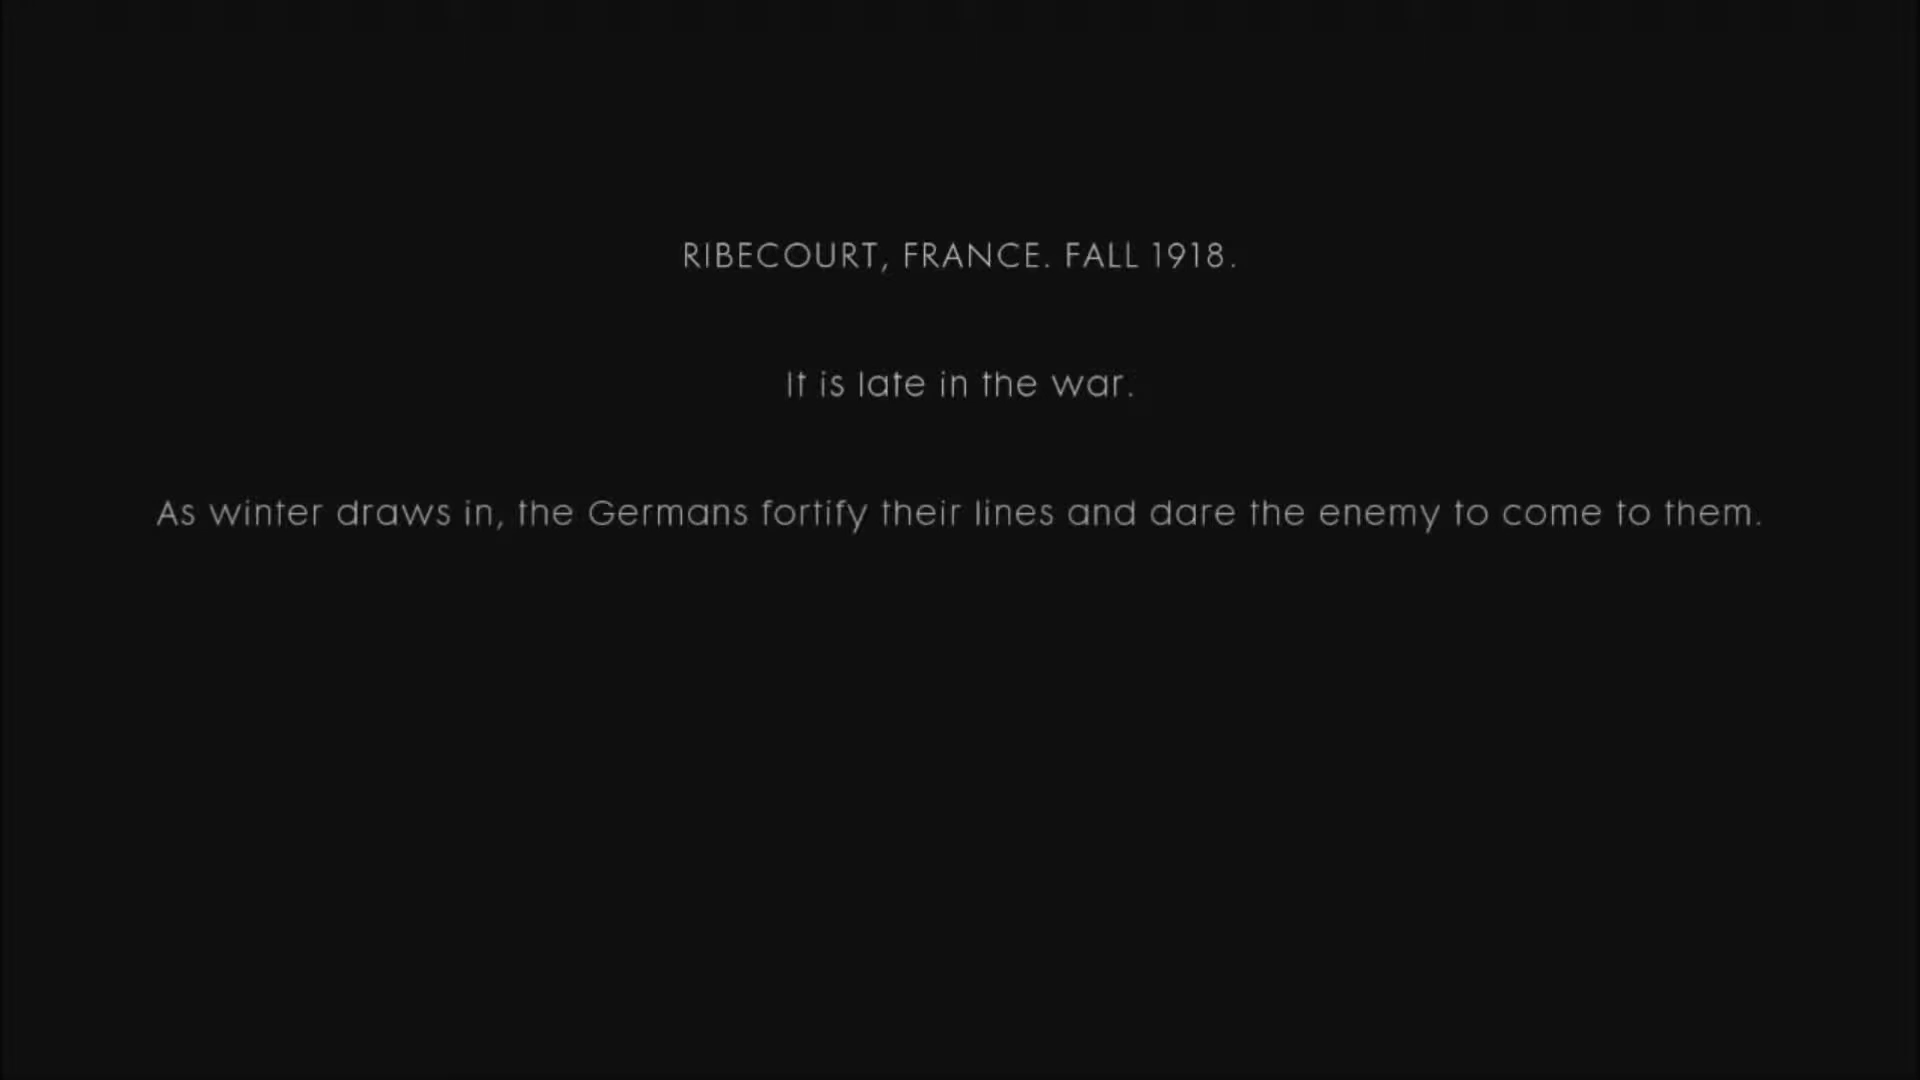 RIBECOURT, FRANCE. FALL 1918.
It is late in the war.
As winter draws in, the Germans fortify their lines and dare the enemy to come to them.